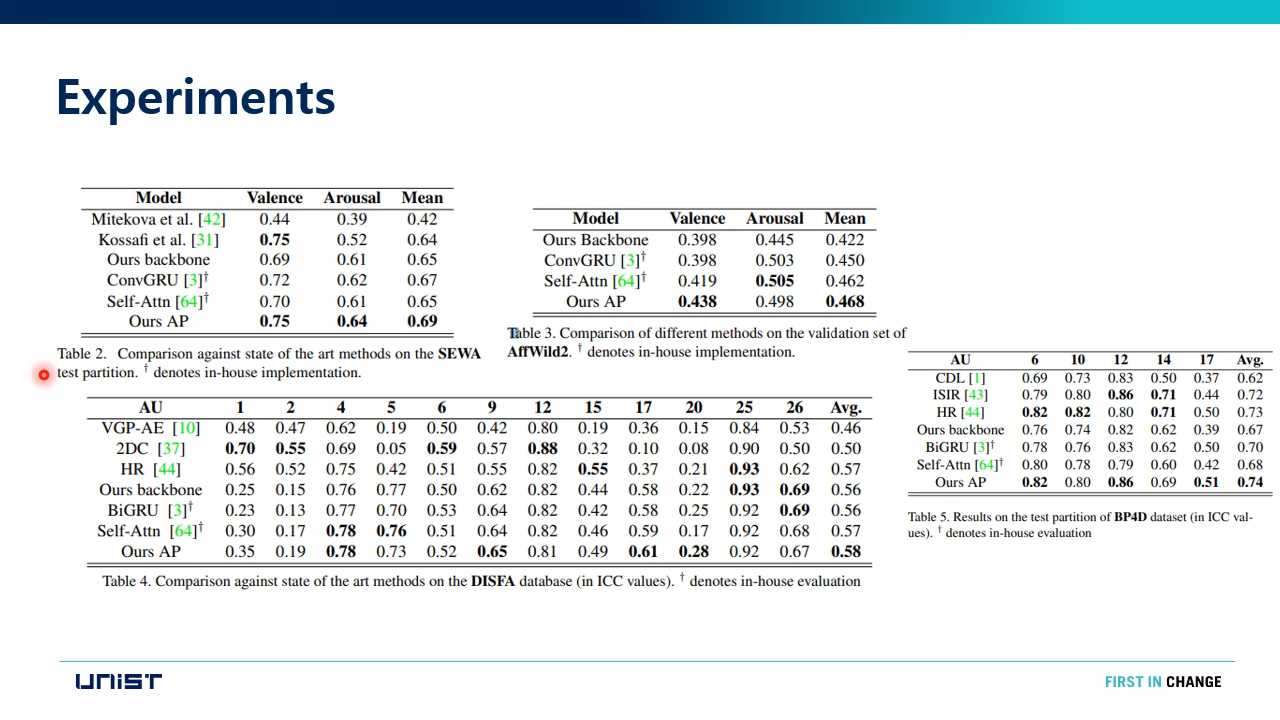 Experiments
Model Valence Arousal Mean
Mitekova et al. [42] 0.44 0.39 0.42
Kossafi et al. [31] 0.75 0.52 0.64
Ours backbone 0.69 0.61 0.65
ConvGRU [3]† 0.72 0.62 0.67
Self-Attn [64]† 0.70 0.61 0.65
Ours AP 0.75 0.64 0.69
Table 2. Comparison against state of the art methods on the SEWA
test partition. † denotes in-house implementation.
Model Valence Arousal Mean
Ours Backbone 0.398 0.445 0.422
ConvGRU [3]† 0.398 0.503 0.450
Self-Attn [64]† 0.419 0.505 0.462
Ours AP 0.438 0.498 0.468
Table 3. Comparison of different methods on the validation set of
AffWild2. † denotes in-house implementation.
AU 1 2 4 5 6 9 12 15 17 20 25 26 Avg.
VGP-AE [10] 0.48 0.47 0.62 0.19 0.50 0.42 0.80 0.19 0.36 0.15 0.84 0.53 0.46
2DC [37] 0.70 0.55 0.69 0.05 0.59 0.57 0.88 0.32 0.10 0.08 0.90 0.50 0.50
HR [44] 0.56 0.52 0.75 0.42 0.51 0.55 0.82 0.55 0.37 0.21 0.93 0.62 0.57
Ours backbone 0.25 0.15 0.76 0.77 0.50 0.62 0.82 0.44 0.58 0.22 0.93 0.69 0.56
BiGRU [3]† 0.23 0.13 0.77 0.70 0.53 0.64 0.82 0.42 0.58 0.25 0.92 0.69 0.56
Self-Attn [64]† 0.30 0.17 0.78 0.76 0.51 0.64 0.82 0.46 0.59 0.17 0.92 0.68 0.57
Ours AP 0.35 0.19 0.78 0.73 0.52 0.65 0.81 0.49 0.61 0.28 0.92 0.67 0.58
Table 4. Comparison against state of the art methods on the DISFA database (in ICC values). † denotes in-house evaluation
AU 6 10 12 14 17 Avg.
CDL [1] 0.69 0.73 0.83 0.50 0.37 0.62
ISIR [43] 0.79 0.80 0.86 0.71 0.44 0.72
HR [44] 0.82 0.82 0.80 0.71 0.50 0.73
Ours backbone 0.76 0.74 0.82 0.62 0.39 0.67
BiGRU [3]† 0.78 0.76 0.83 0.62 0.50 0.70
Self-Attn [64]† 0.80 0.78 0.79 0.60 0.42 0.68
Ours AP 0.82 0.80 0.86 0.69 0.51 0.74
Table 5. Results on the test partition of BP4D dataset (in ICC val-
ues). † denotes in-house evaluation
UNIST
FIRST IN CHANGE